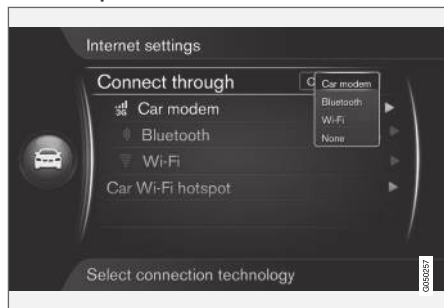 Internet settings
Connect through
C
Car modem
Bluetooth
Wi-Fi
None
3G Car modem
Bluetooth
Wi-Fi
Car Wi-Fi hotspot
Select connection technology
G050257